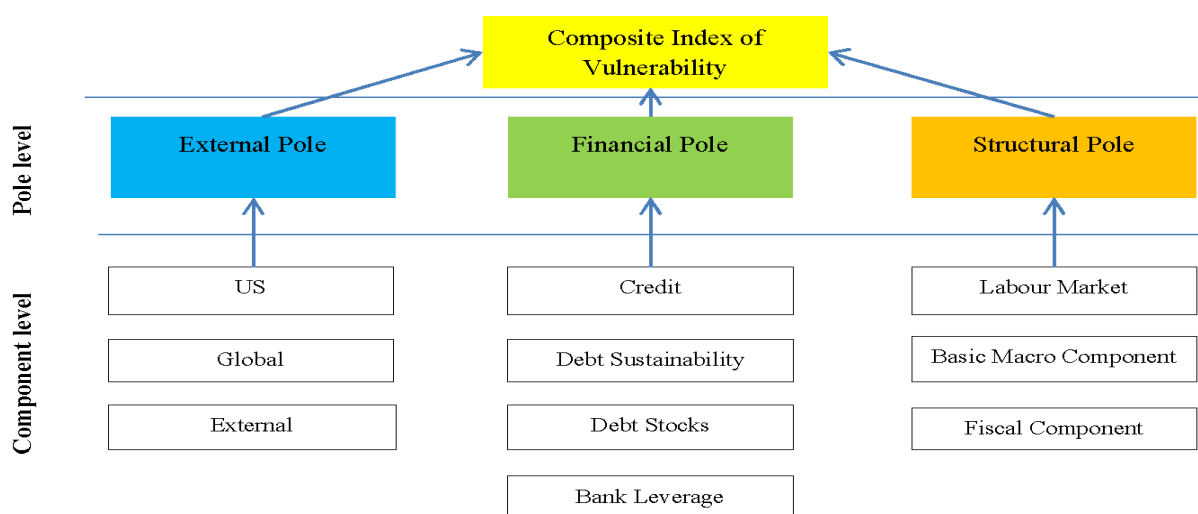 Composite Index of
Vulnerability
Pole level
External Pole
Financial Pole
Structural Pole
Component level
US
Credit
Labour Market
Global
Debt Sustainability
Basic Macro Component
External
Debt Stocks
Fiscal Component
Bank Leverage